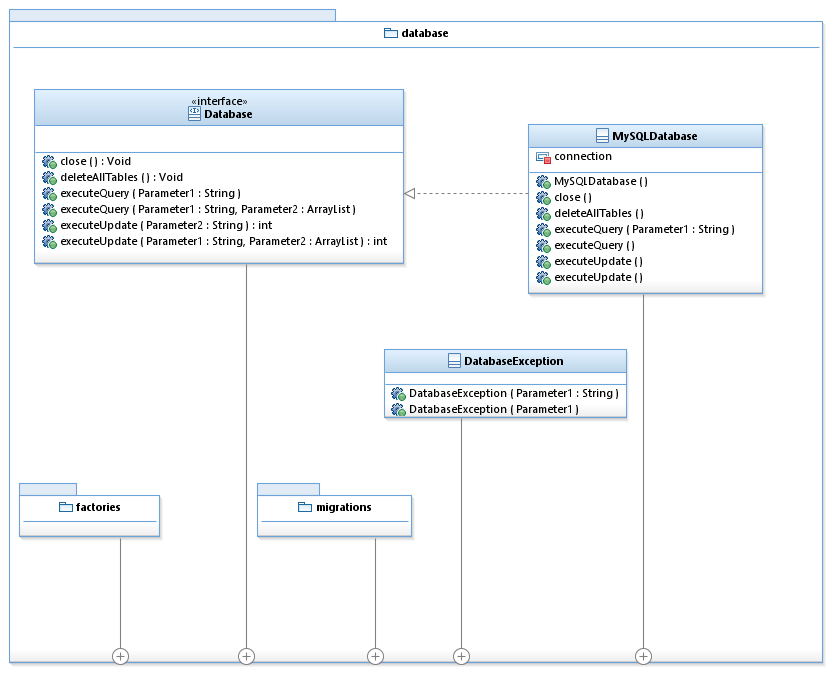 database
«interface»
Database
close ( ) : Void
deleteAllTables ( ) : Void
executeQuery ( Parameter1 : String )
executeQuery ( Parameter1 : String, Parameter2 : ArrayList )
executeUpdate ( Parameter2 : String ) : int
executeUpdate ( Parameter1 : String, Parameter2 : ArrayList ) : int
MySQLDatabase
connection
MySQLDatabase ( )
close ( )
deleteAllTables ( )
executeQuery ( Parameter1 : String )
executeQuery ( )
executeUpdate ( )
executeUpdate ( )
DatabaseException
DatabaseException ( Parameter1 : String )
DatabaseException ( Parameter1 )
factories
migrations